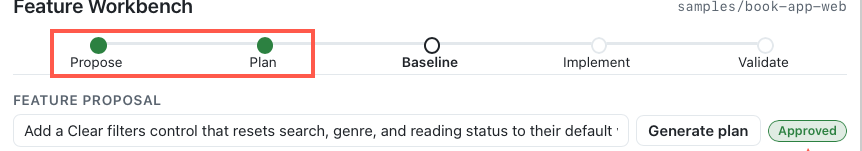 Feature Workbench
samples/book-app-web
Propose
Plan
Baseline
Implement
Validate
FEATURE PROPOSAL
Add a Clear filters control that resets search, genre, and reading status to their default
Generate plan
Approved